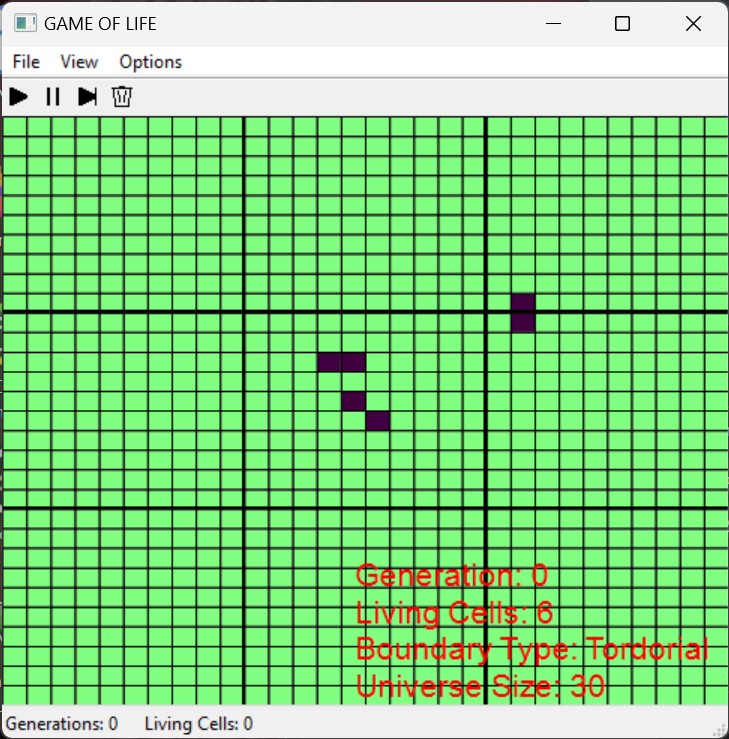 GAME OF LIFE
File View Options
Generation: 0
Living Cells: 6
Boundary Type: Tordorial
Universe Size: 30
Generations: 0 Living Cells: 0